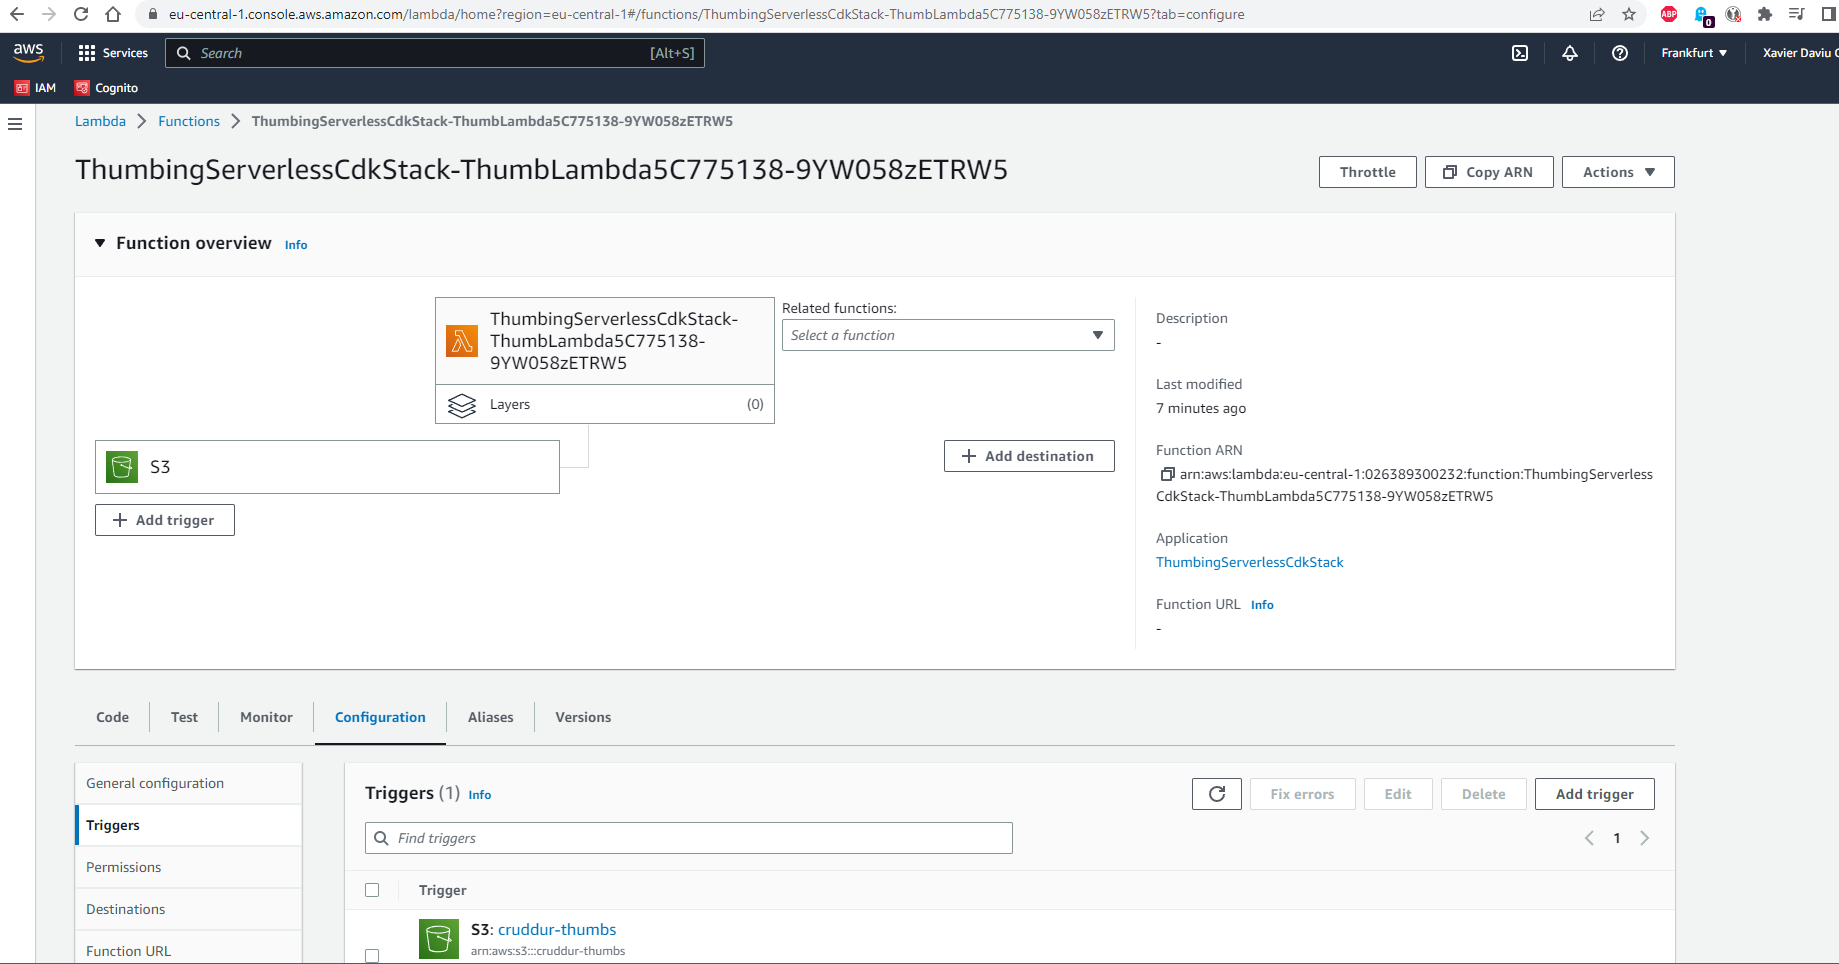 eu-central-1.console.aws.amazon.com/lambda/home?region=eu-central-1#/functions/ThumbingServerlessCdkStack-ThumbLambda5C775138-9YW058zETRW5?tab=configure
ABP
0
aws
Services
Search
[Alt+S]
Frankfurt
Xavier Daviu
IAM
Cognito
Lambda
Functions
ThumbingServerlessCdkStack-ThumbLambda5C775138-9YW058zETRW5
ThumbingServerlessCdkStack-ThumbLambda5C775138-9YW058zETRW5
Throttle
Copy ARN
Actions
Function overview Info
ThumbingServerlessCdkStack-
ThumbLambda5C775138-
9YW058zETRW5
Layers (0)
Related functions:
Select a function
S3
Add trigger
Add destination
Description
-
Last modified
7 minutes ago
Function ARN
arn:aws:lambda:eu-central-1:026389300232:function:ThumbingServerless
CdkStack-ThumbLambda5C775138-9YW058zETRW5
Application
ThumbingServerlessCdkStack
Function URL Info
-
Code
Test
Monitor
Configuration
Aliases
Versions
General configuration
Triggers
Permissions
Destinations
Function URL
Triggers (1) Info
Fix errors
Edit
Delete
Add trigger
Find triggers
1
Trigger
S3: cruddur-thumbs
arn:aws:s3:::cruddur-thumbs